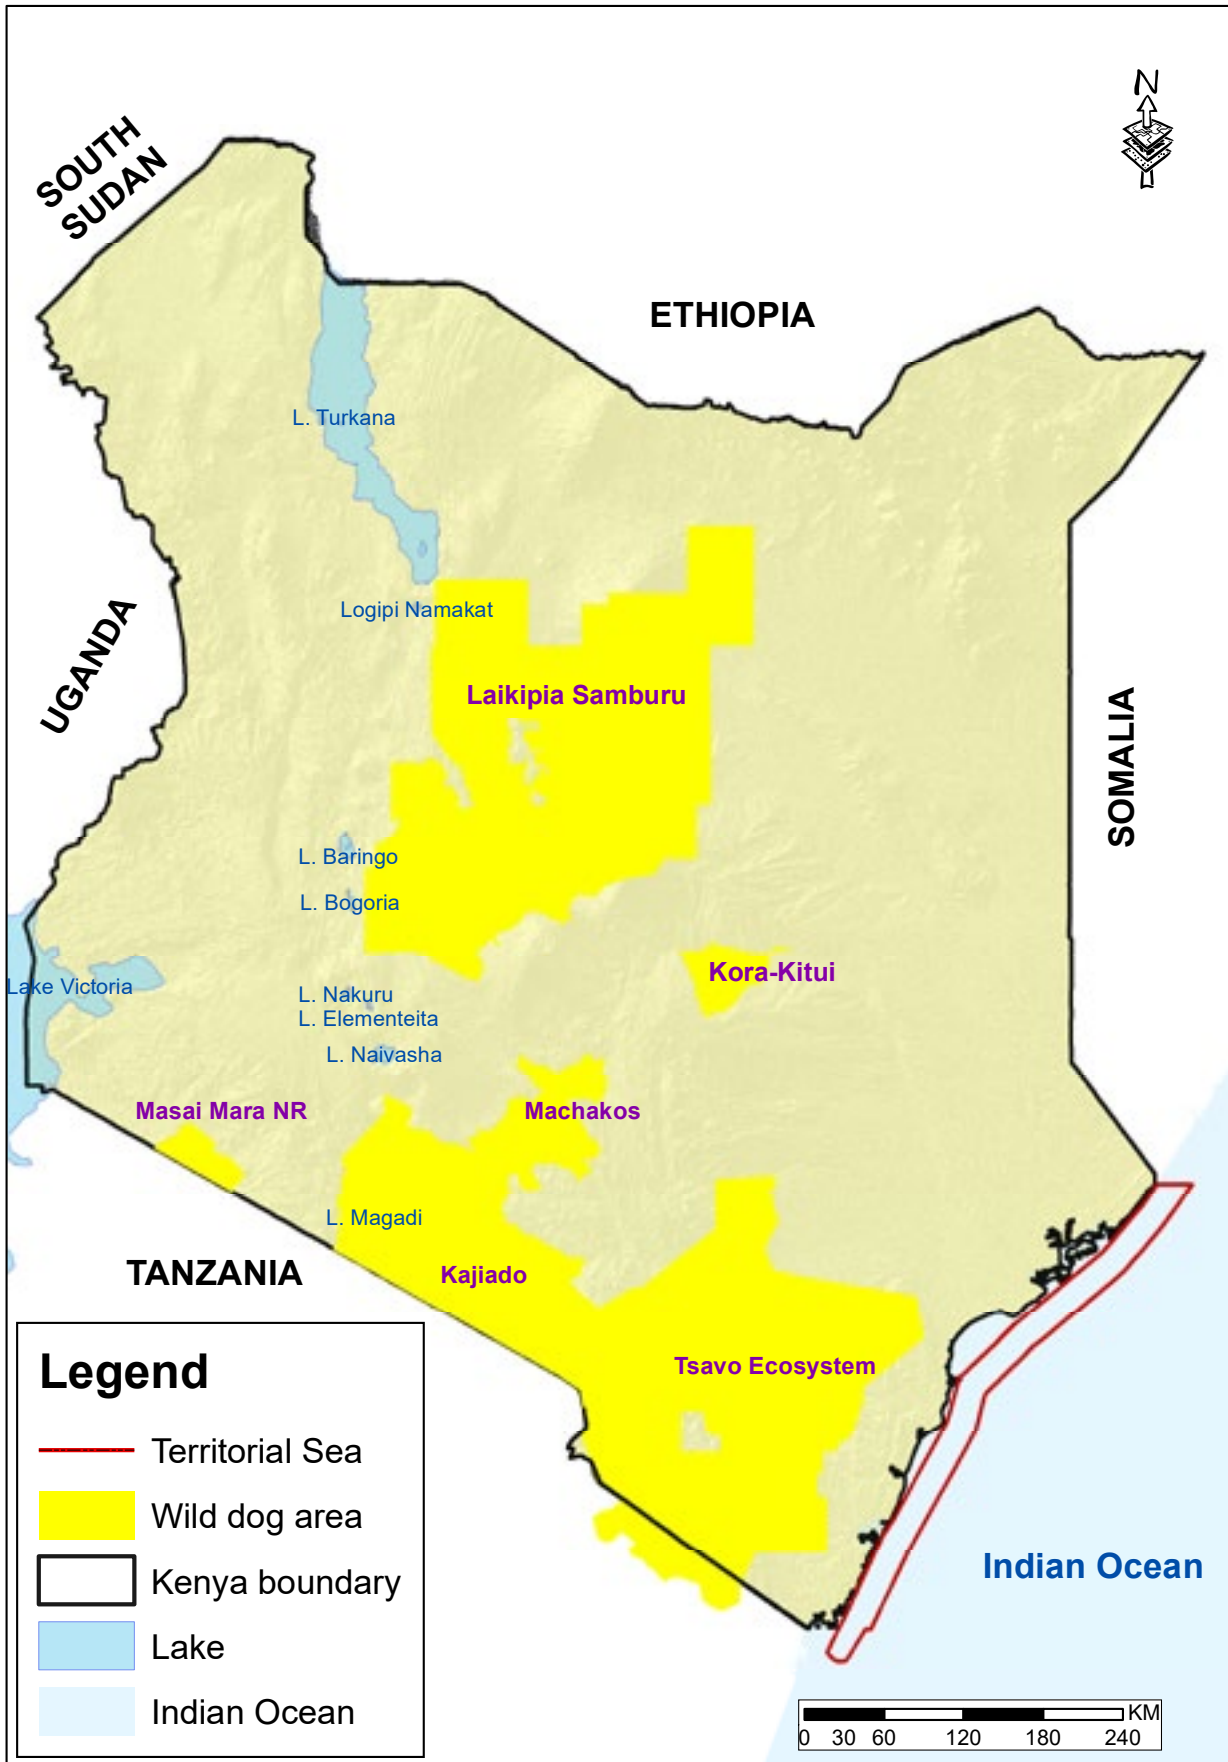 N
SOUTH
SUDAN
ETHIOPIA
L. Turkana
Logipi Namakat
UGANDA
Laikipia Samburu
SOMALIA
L. Baringo
L. Bogoria
Kora-Kitui
Lake Victoria
L. Nakuru
L. Elementeita
L. Naivasha
Masai Mara NR
Machakos
L. Magadi
TANZANIA
Kajiado
Tsavo Ecosystem
Legend
Territorial Sea
Wild dog area
Kenya boundary
Lake
Indian Ocean
Indian Ocean
KM
0 30 60 120 180 240